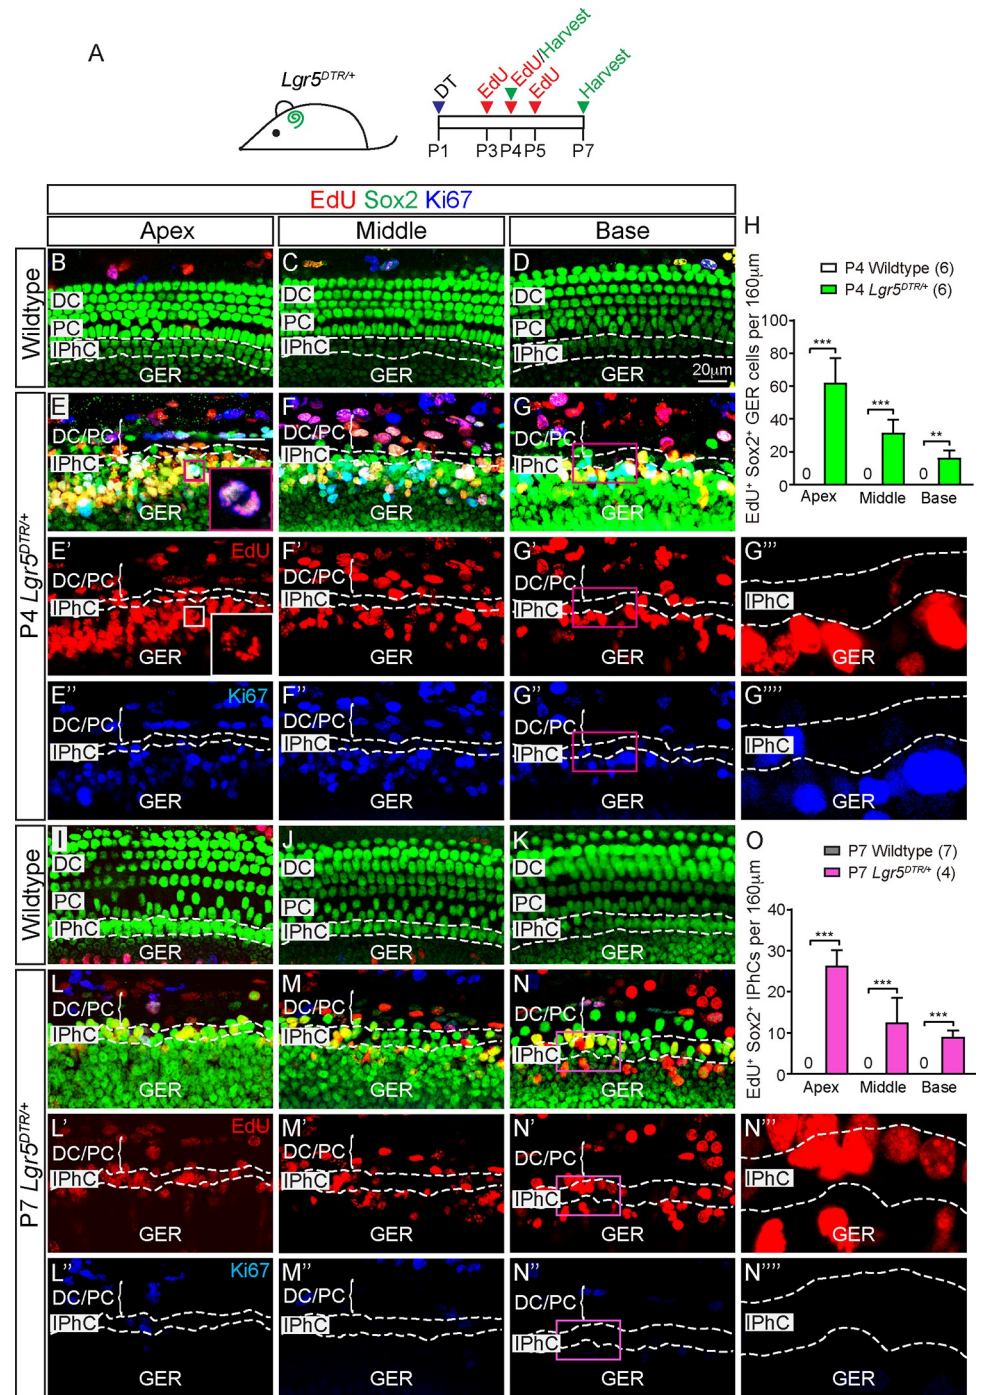 A
Lgr5DTR/+
DT
EdU
EdU/Harvest
EdU
Harvest
P1
P3
P4
P5
P7
EdU Sox2 Ki67
Apex
Middle
Base
Wildtype
B
DC
PC
IPhC
GER
C
DC
PC
IPhC
GER
D
DC
PC
IPhC
GER
20μm
H
P4 Wildtype (6)
P4 Lgr5DTR/+ (6)
EdU+ Sox2+ GER cells per 160μm
100
80
60
40
20
0
***
***
**
0
0
0
Apex
Middle
Base
P4 Lgr5DTR/+
E
DC/PC
IPhC
GER
F
DC/PC
IPhC
GER
G
DC/PC
IPhC
GER
E’
EdU
DC/PC
IPhC
GER
F’
DC/PC
IPhC
GER
G’
DC/PC
IPhC
GER
G’’’
IPhC
GER
E’’
Ki67
DC/PC
IPhC
GER
F’’
DC/PC
IPhC
GER
G’’
DC/PC
IPhC
GER
G’’’’
IPhC
GER
Wildtype
I
DC
PC
IPhC
GER
J
DC
PC
IPhC
GER
K
DC
PC
IPhC
GER
O
P7 Wildtype (7)
P7 Lgr5DTR/+ (4)
EdU+ Sox2+ IPhCs per 160μm
40
30
20
10
0
***
***
***
0
0
0
Apex
Middle
Base
P7 Lgr5DTR/+
L
DC/PC
IPhC
GER
M
DC/PC
IPhC
GER
N
DC/PC
IPhC
GER
L’
EdU
DC/PC
IPhC
GER
M’
DC/PC
IPhC
GER
N’
DC/PC
IPhC
GER
N’’’
IPhC
GER
L’’
Ki67
DC/PC
IPhC
GER
M’’
DC/PC
IPhC
GER
N’’
DC/PC
IPhC
GER
N’’’’
IPhC
GER